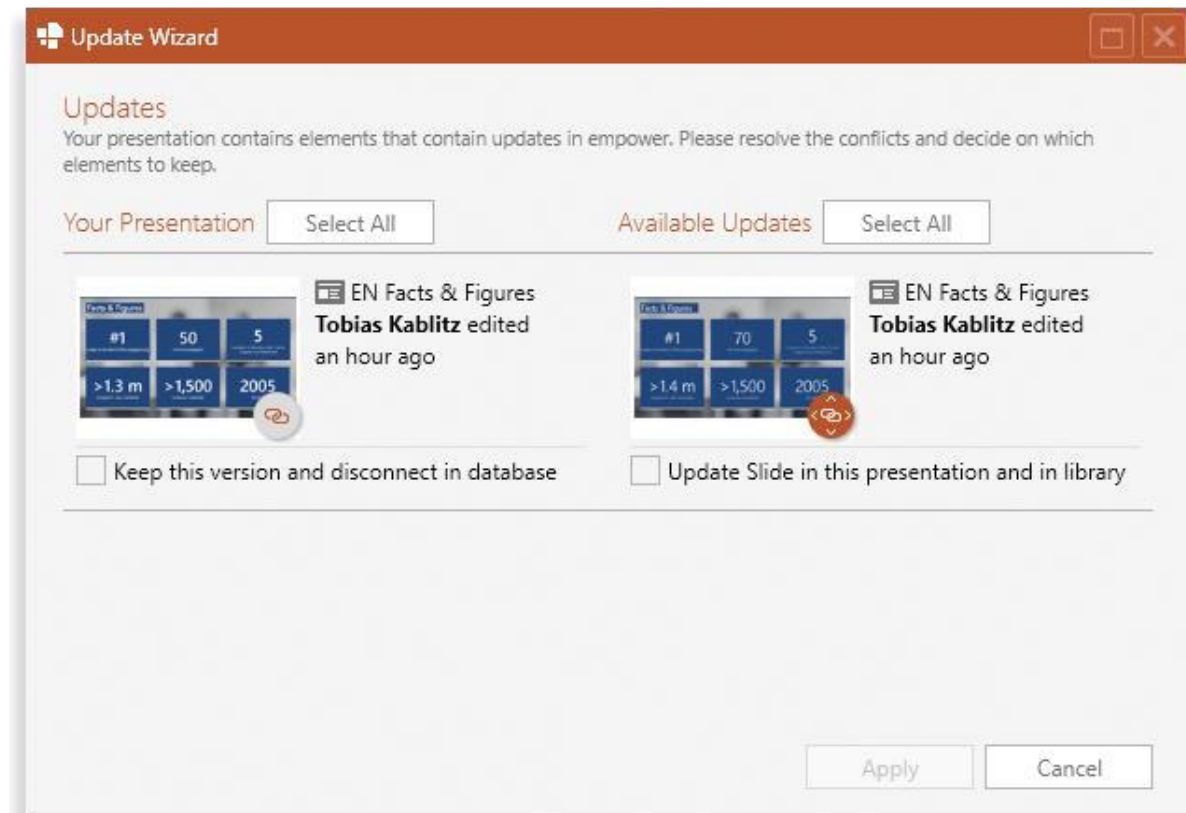 Update Wizard
Updates
Your presentation contains elements that contain updates in empower. Please resolve the conflicts and decide on which
elements to keep.
Your Presentation
Select All
Available Updates
Select All
Facts & Figures
#1
50
5
>1.3 m
>1,500
2005
EN Facts & Figures
Tobias Kablitz edited
an hour ago
Facts & Figures
#1
70
5
>1.4 m
>1,500
2005
EN Facts & Figures
Tobias Kablitz edited
an hour ago
Keep this version and disconnect in database
Update Slide in this presentation and in library
Apply
Cancel